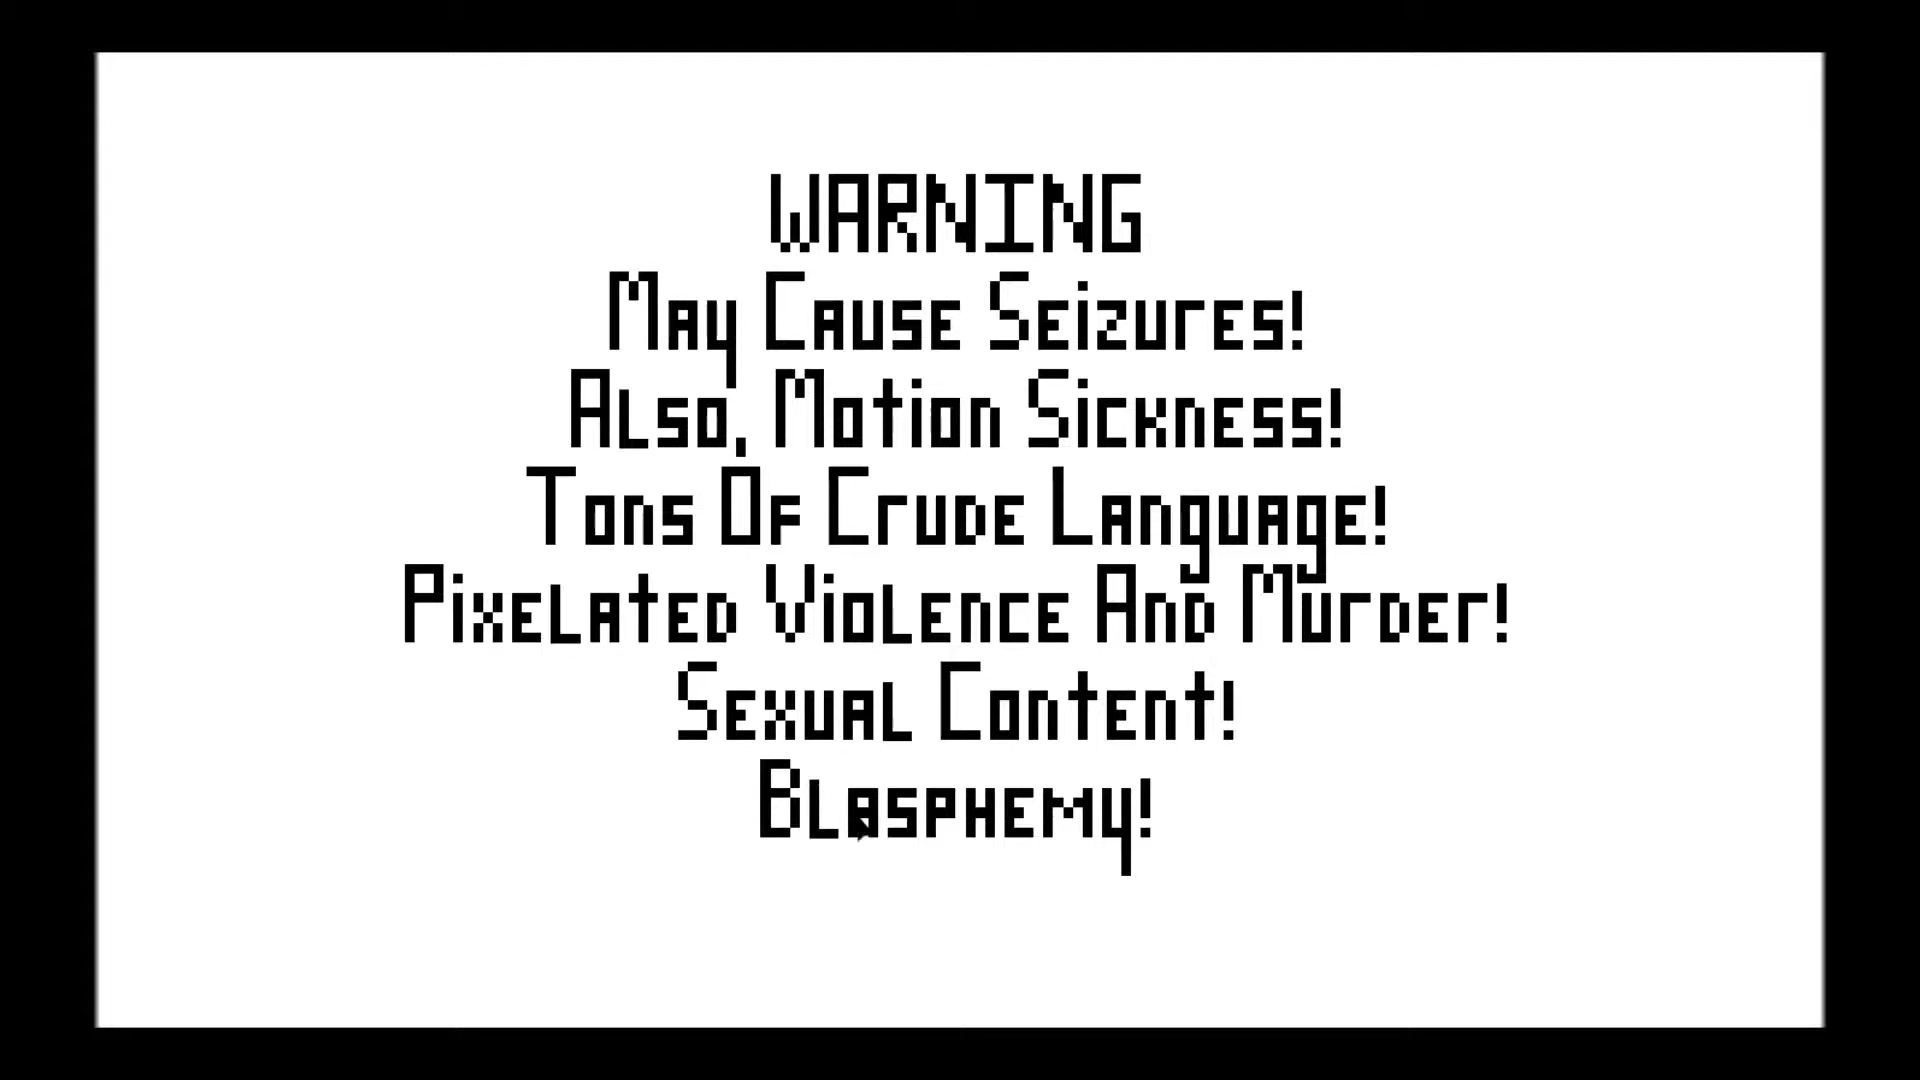 WARNING
May Cause Seizures!
Also, Motion Sickness!
Tons Of Crude Language!
Pixelated Violence And Murder!
Sexual Content!
Blasphemy!